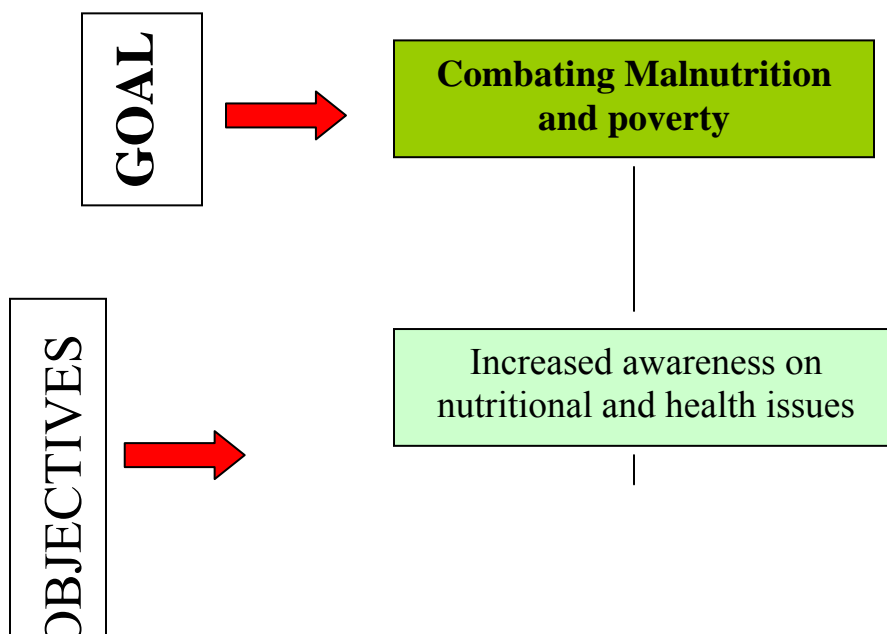 GOAL
Combating Malnutrition
and poverty
OBJECTIVES
Increased awareness on
nutritional and health issues